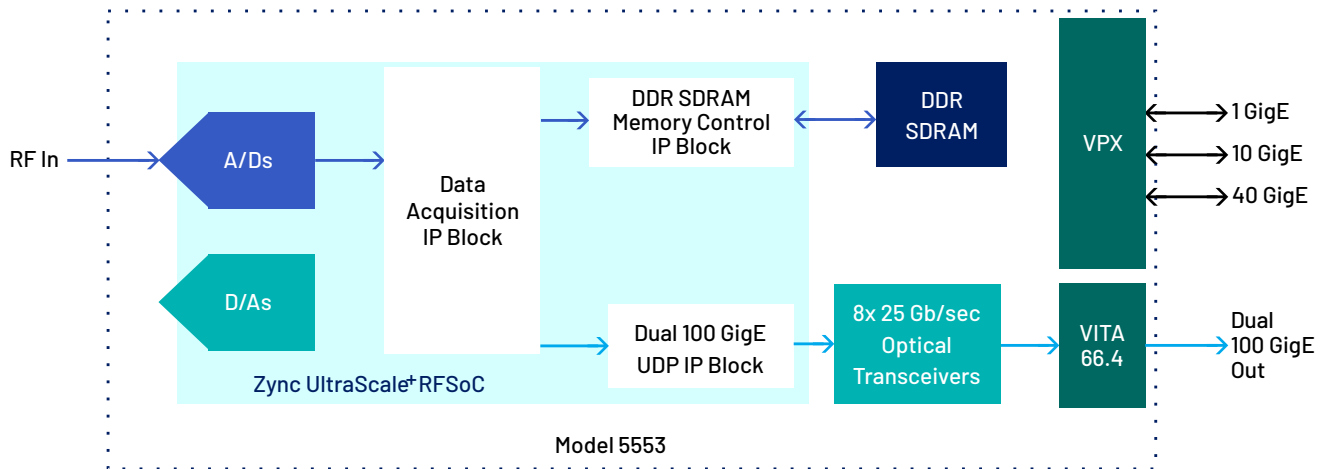 RF In
A/Ds
D/As
Data
Acquisition
IP Block
DDR SDRAM
Memory Control
IP Block
DDR
SDRAM
VPX
1 GigE
10 GigE
40 GigE
Dual 100 GigE
UDP IP Block
8x 25 Gb/sec
Optical
Transceivers
VITA
66.4
Dual
100 GigE
Out
Zync UltraScale+ RFSoC
Model 5553